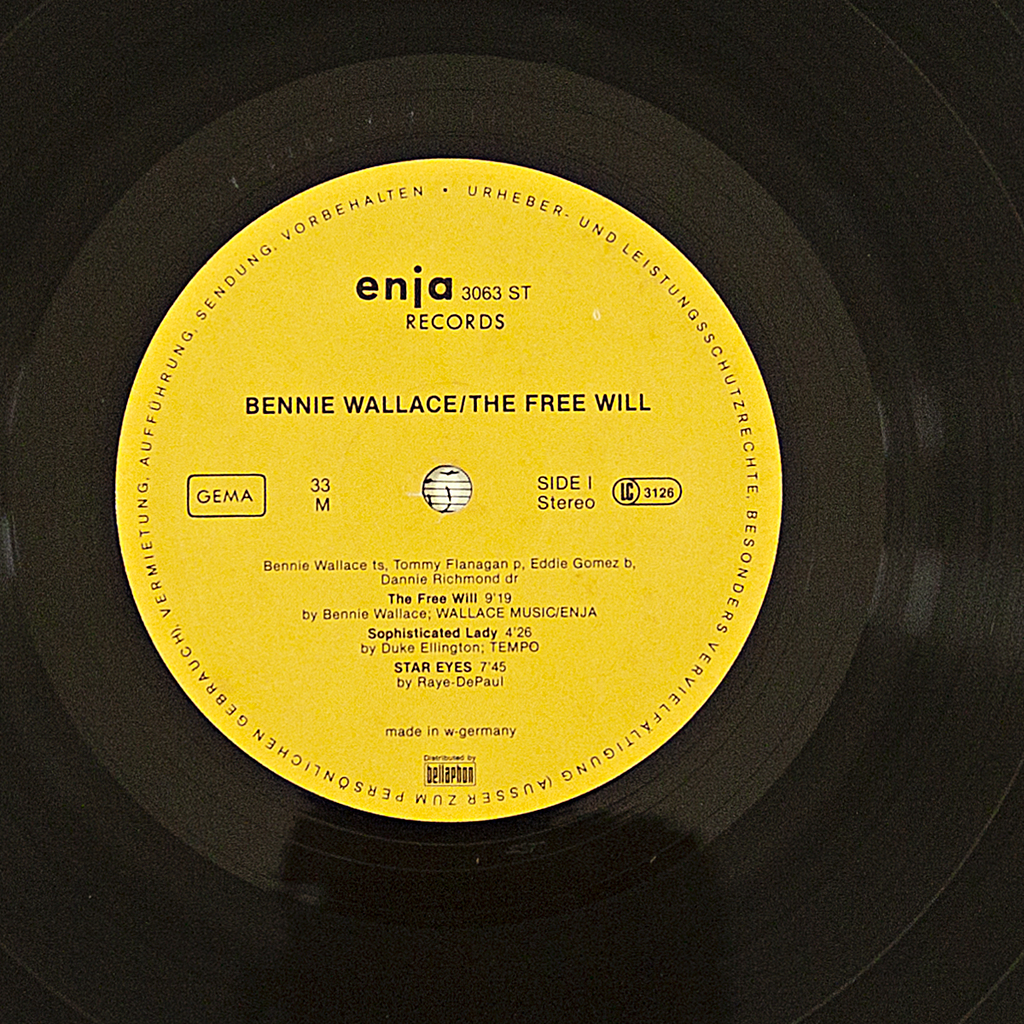 URHEBER- UND LEISTUNGSSCHUTZRECHTE, BESONDERS VERVIELFÄLTIGUNG (AUSSER ZUM PERSÖNLICHEN GEBRAUCH), VERMIETUNG, AUFFÜHRUNG, SENDUNG, VORBEHALTEN •
enja 3063 ST
RECORDS
BENNIE WALLACE/THE FREE WILL
GEMA 33 SIDE I LC 3126
M Stereo
Bennie Wallace ts, Tommy Flanagan p, Eddie Gomez b,
Dannie Richmond dr
The Free Will 9'19
by Bennie Wallace; WALLACE MUSIC/ENJA
Sophisticated Lady 4'26
by Duke Ellington; TEMPO
STAR EYES 7'45
by Raye-DePaul
made in w-germany
Distributed by
bellaphon